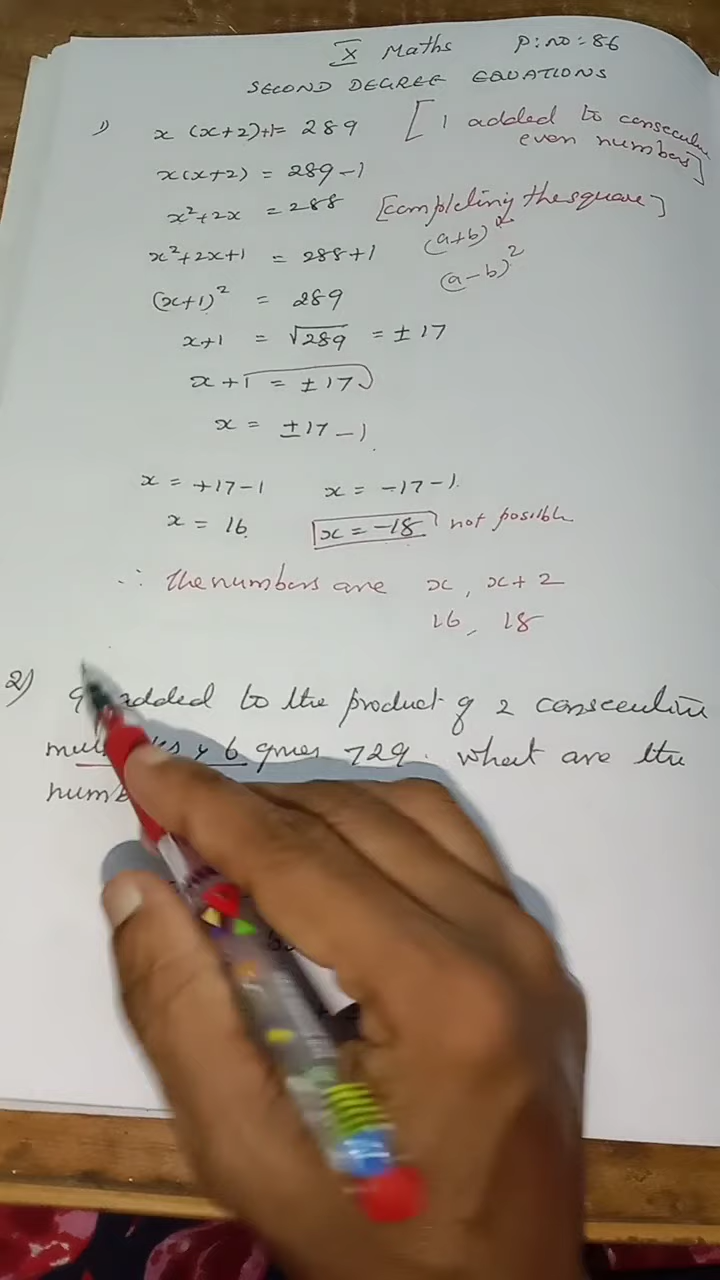 X Maths P: no = 86
SECOND DEGREE EQUATIONS
1) x (x+2)+1 = 289 [1 added to consecutive
even numbers]
x(x+2) = 289-1
x²+2x = 288 [completing the square]
x²+2x+1 = 288+1 (a+b)²
(x+1)² = 289 (a-b)²
x+1 = √289 = ±17
x+1 = ±17
x = ±17-1
x = +17-1 x = -17-1
x = 16 x = -18 not possible
∴ the numbers are x, x+2
16, 18
2) 9 added to the product of 2 consecutive
6 gives 729. what are the